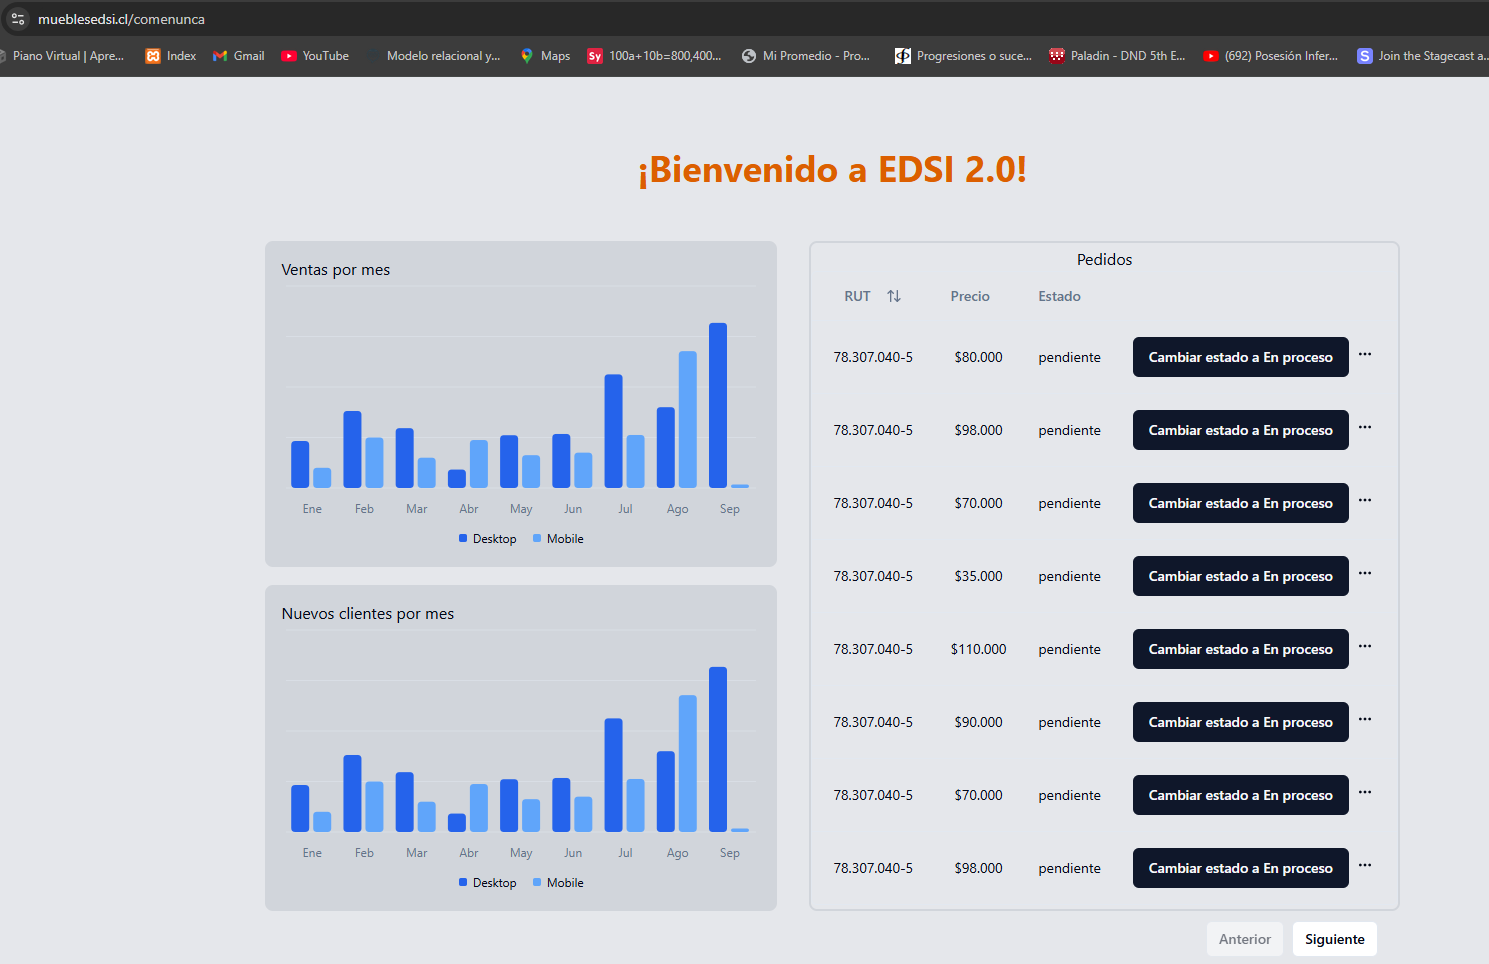 mueblesedsi.cl/comenunca
Piano Virtual | Apre... Index Gmail YouTube Modelo relacional y... Maps Sy 100a+10b=800,400... Mi Promedio - Pro... Progresiones o suce... Paladin - DND 5th E... (692) Posesión Infer... S Join the Stagecast a...
¡Bienvenido a EDSI 2.0!
Ventas por mes
Ene Feb Mar Abr May Jun Jul Ago Sep
Desktop Mobile
Nuevos clientes por mes
Ene Feb Mar Abr May Jun Jul Ago Sep
Desktop Mobile
Pedidos
RUT Precio Estado
78.307.040-5 $80.000 pendiente Cambiar estado a En proceso ...
78.307.040-5 $98.000 pendiente Cambiar estado a En proceso ...
78.307.040-5 $70.000 pendiente Cambiar estado a En proceso ...
78.307.040-5 $35.000 pendiente Cambiar estado a En proceso ...
78.307.040-5 $110.000 pendiente Cambiar estado a En proceso ...
78.307.040-5 $90.000 pendiente Cambiar estado a En proceso ...
78.307.040-5 $70.000 pendiente Cambiar estado a En proceso ...
78.307.040-5 $98.000 pendiente Cambiar estado a En proceso ...
Anterior Siguiente